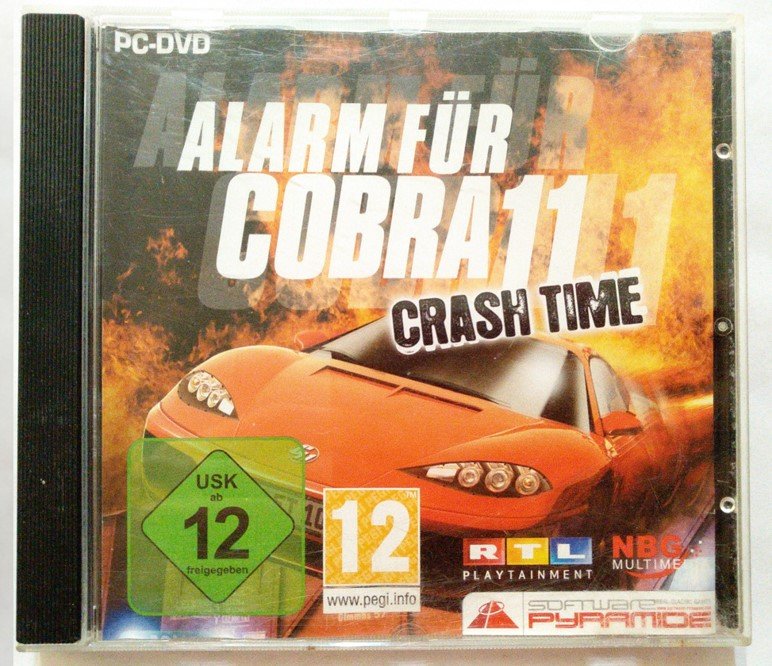 PC-DVD
ALARM FÜR
COBRA 11
CRASH TIME
USK
ab
12
freigegeben
12
www.pegi.info
RTL
PLAYTAINMENT
NBG
MULTIME
SOFTWARE
PYRAMIDE